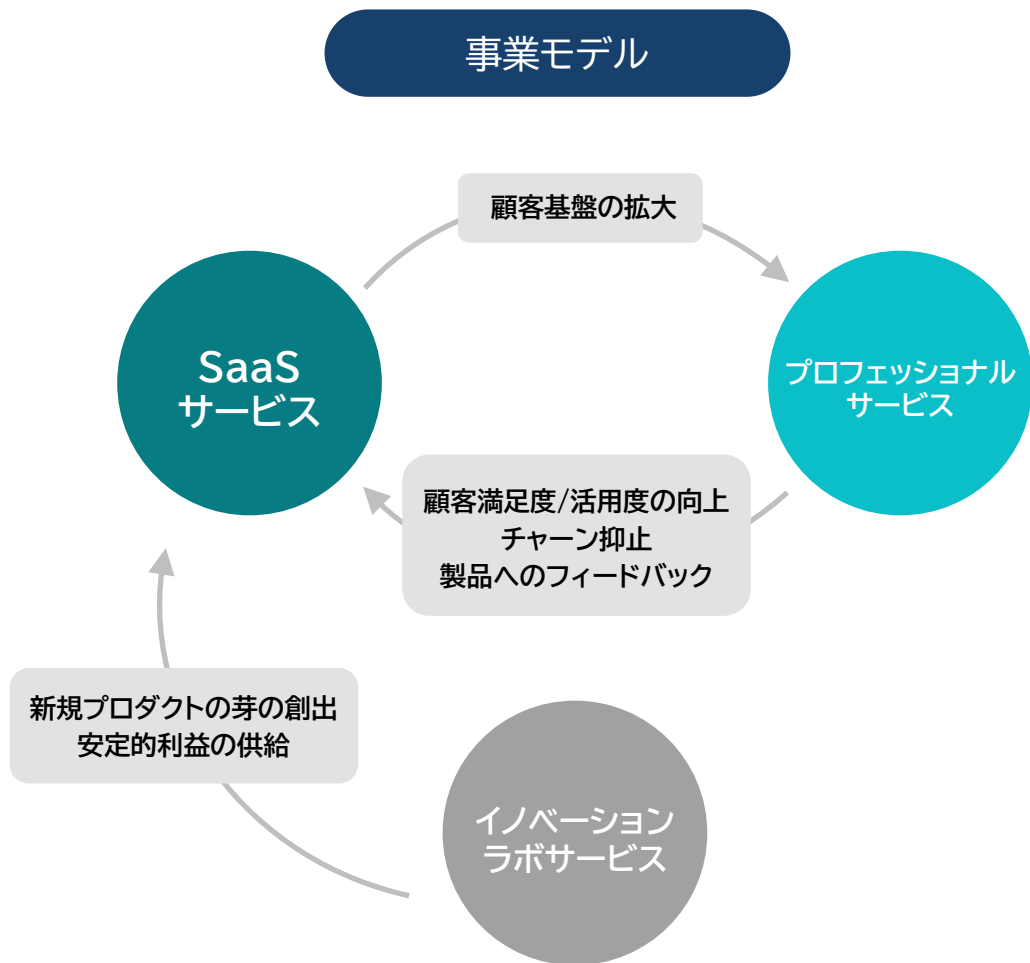 事業モデル
顧客基盤の拡大
SaaS
サービス
プロフェッショナル
サービス
顧客満足度/活用度の向上
チャーン抑止
製品へのフィードバック
新規プロダクトの芽の創出
安定的利益の供給
イノベーション
ラボサービス